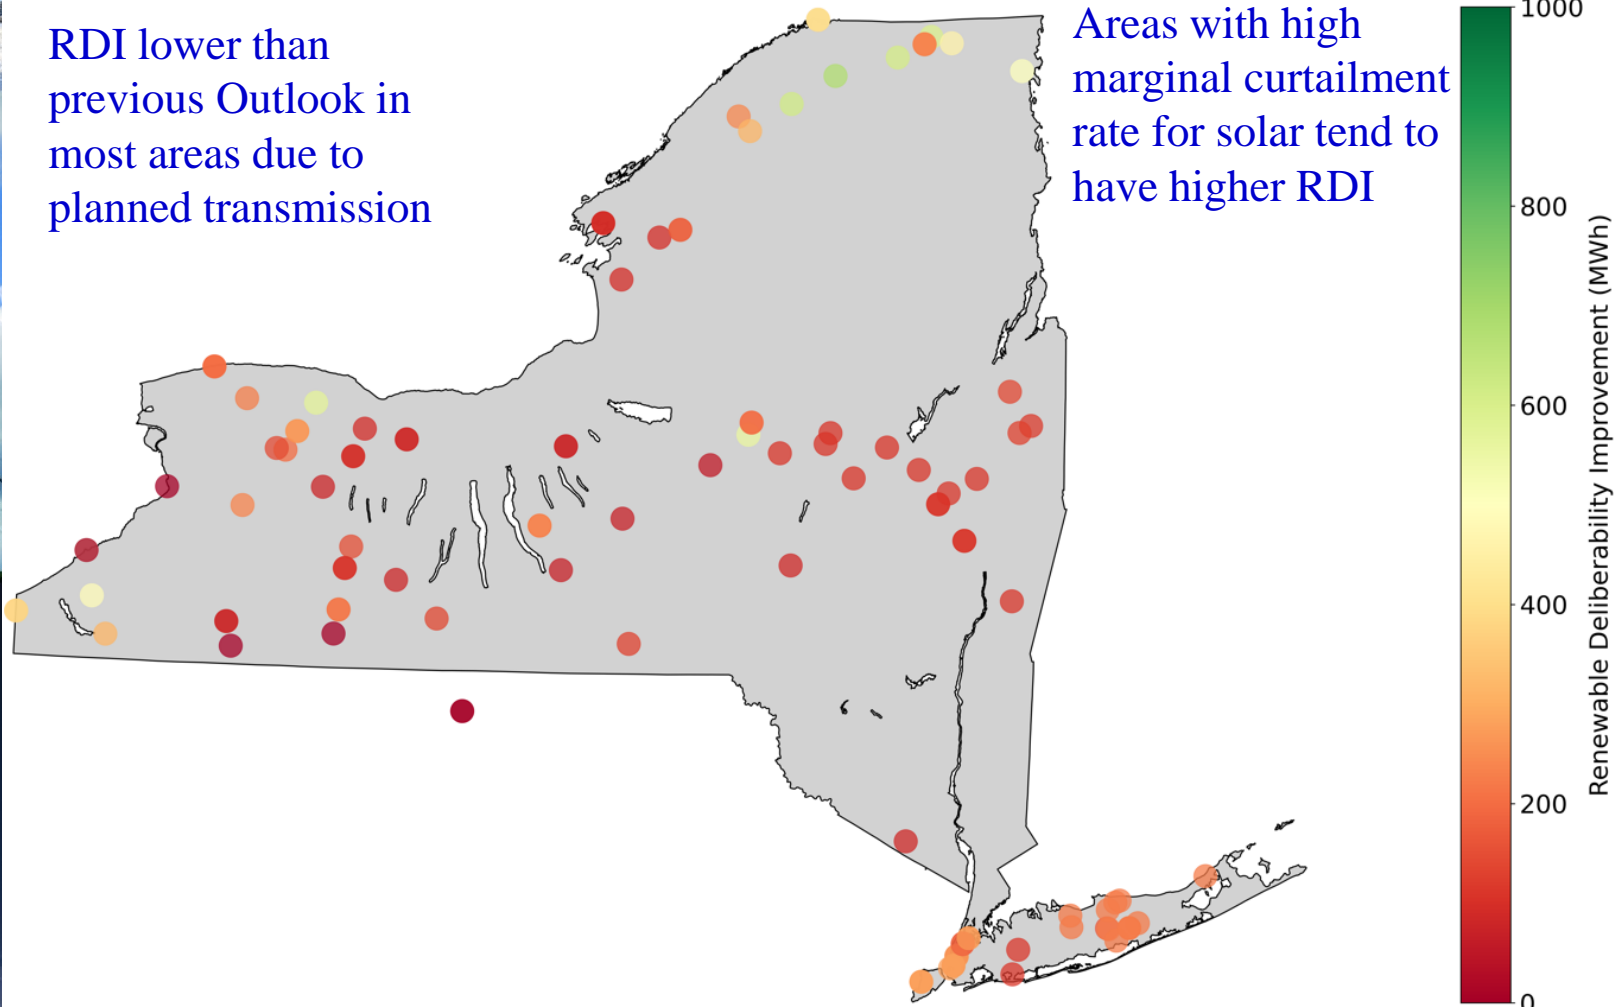 RDI lower than
previous Outlook in
most areas due to
planned transmission
Areas with high
marginal curtailment
rate for solar tend to
have higher RDI
1000
800
600
400
200
0
Renewable Deliberability Improvement (MWh)